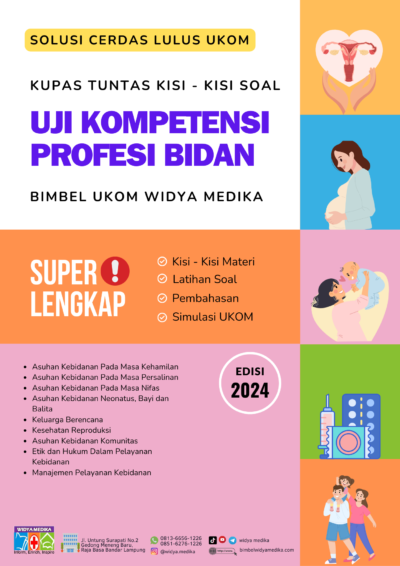 SOLUSI CERDAS LULUS UKOM
KUPAS TUNTAS KISI - KISI SOAL
UJI KOMPETENSI
PROFESI BIDAN
BIMBEL UKOM WIDYA MEDIKA
SUPER
LENGKAP
Kisi - Kisi Materi
Latihan Soal
Pembahasan
Simulasi UKOM
Asuhan Kebidanan Pada Masa Kehamilan
Asuhan Kebidanan Pada Masa Persalinan
Asuhan Kebidanan Pada Masa Nifas
Asuhan Kebidanan Neonatus, Bayi dan
Balita
Keluarga Berencana
Kesehatan Reproduksi
Asuhan Kebidanan Komunitas
Etik dan Hukum Dalam Pelayanan
Kebidanan
Manajemen Pelayanan Kebidanan
EDISI
2024
WIDYA MEDIKA
Jl. Untung Surapati No.2
Gedong Meneng Baru,
Raja Basa Bandar Lampung
0813-6555-1226
0851-6276-1226
@widya.medika
widya medika
bimbelwidyamedika.com